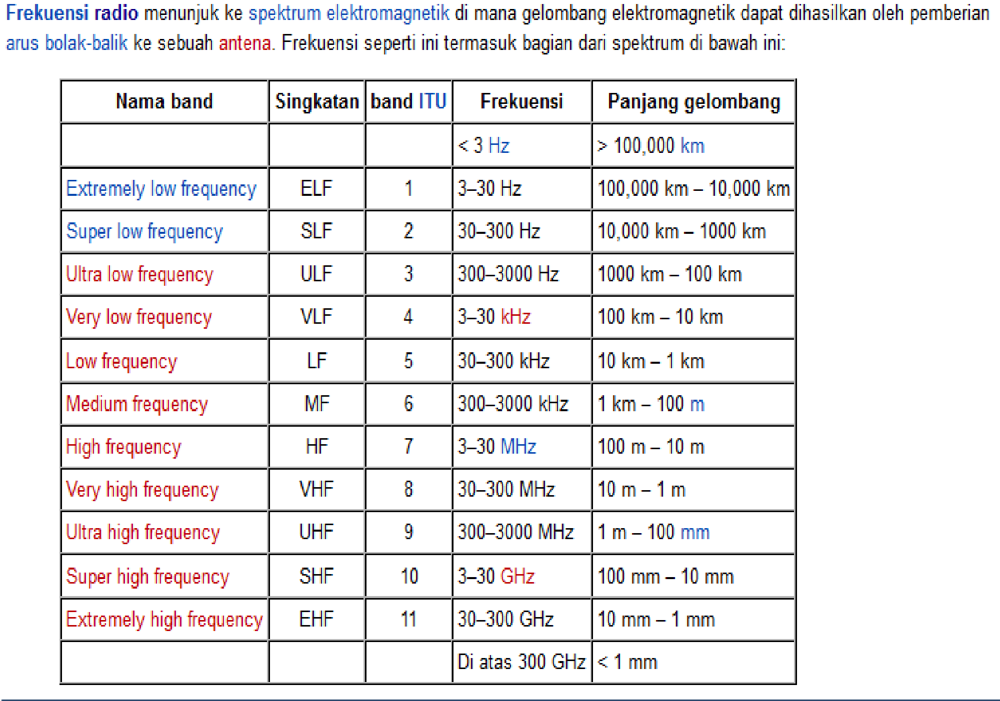 Frekuensi radio menunjuk ke spektrum elektromagnetik di mana gelombang elektromagnetik dapat dihasilkan oleh pemberian
arus bolak-balik ke sebuah antena. Frekuensi seperti ini termasuk bagian dari spektrum di bawah ini:
Nama band Singkatan band ITU Frekuensi Panjang gelombang
< 3 Hz > 100,000 km
Extremely low frequency ELF 1 3–30 Hz 100,000 km – 10,000 km
Super low frequency SLF 2 30–300 Hz 10,000 km – 1000 km
Ultra low frequency ULF 3 300–3000 Hz 1000 km – 100 km
Very low frequency VLF 4 3–30 kHz 100 km – 10 km
Low frequency LF 5 30–300 kHz 10 km – 1 km
Medium frequency MF 6 300–3000 kHz 1 km – 100 m
High frequency HF 7 3–30 MHz 100 m – 10 m
Very high frequency VHF 8 30–300 MHz 10 m – 1 m
Ultra high frequency UHF 9 300–3000 MHz 1 m – 100 mm
Super high frequency SHF 10 3–30 GHz 100 mm – 10 mm
Extremely high frequency EHF 11 30–300 GHz 10 mm – 1 mm
Di atas 300 GHz < 1 mm